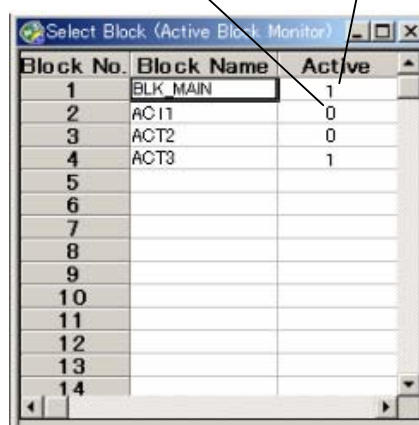 Select Block (Active Block Monitor)
Block No. Block Name Active
1 BLK_MAIN 1
2 ACT1 0
3 ACT2 0
4 ACT3 1
5
6
7
8
9
10
11
12
13
14